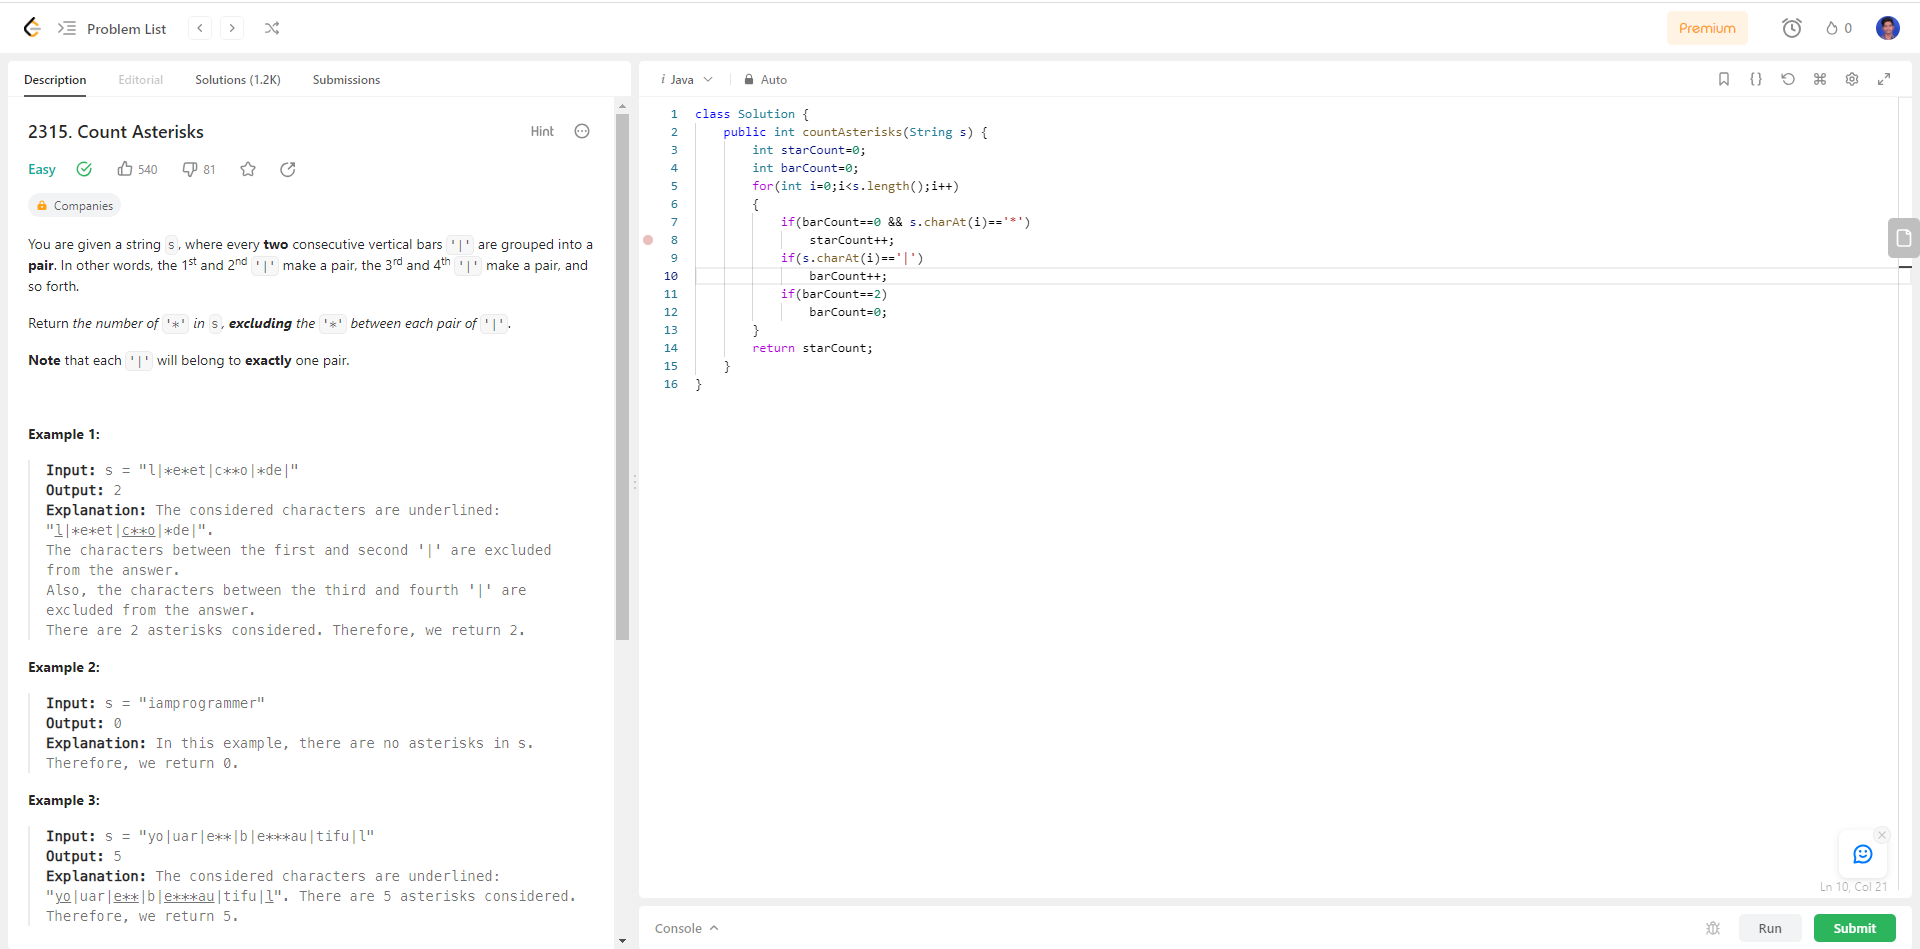 Problem List
Premium
0
Description Editorial Solutions (1.2K) Submissions
2315. Count Asterisks
Hint
Easy 540 81
Companies
You are given a string s, where every two consecutive vertical bars '|' are grouped into a
pair. In other words, the 1st and 2nd '|' make a pair, the 3rd and 4th '|' make a pair, and
so forth.
Return the number of '*' in s, excluding the '*' between each pair of '|'.
Note that each '|' will belong to exactly one pair.
Example 1:
Input: s = "l|*e*et|c**o|*de|"
Output: 2
Explanation: The considered characters are underlined:
"l|*e*et|c**o|*de|".
The characters between the first and second '|' are excluded
from the answer.
Also, the characters between the third and fourth '|' are
excluded from the answer.
There are 2 asterisks considered. Therefore, we return 2.
Example 2:
Input: s = "iamprogrammer"
Output: 0
Explanation: In this example, there are no asterisks in s.
Therefore, we return 0.
Example 3:
Input: s = "yo|uar|e**|b|e***au|tifu|l"
Output: 5
Explanation: The considered characters are underlined:
"yo|uar|e**|b|e***au|tifu|l". There are 5 asterisks considered.
Therefore, we return 5.
i Java Auto
1 class Solution {
2 public int countAsterisks(String s) {
3 int starCount=0;
4 int barCount=0;
5 for(int i=0;i<s.length();i++)
6 {
7 if(barCount==0 && s.charAt(i)=='*')
8 starCount++;
9 if(s.charAt(i)=='|')
10 barCount++;
11 if(barCount==2)
12 barCount=0;
13 }
14 return starCount;
15 }
16 }
Ln 10, Col 21
Console
Run
Submit